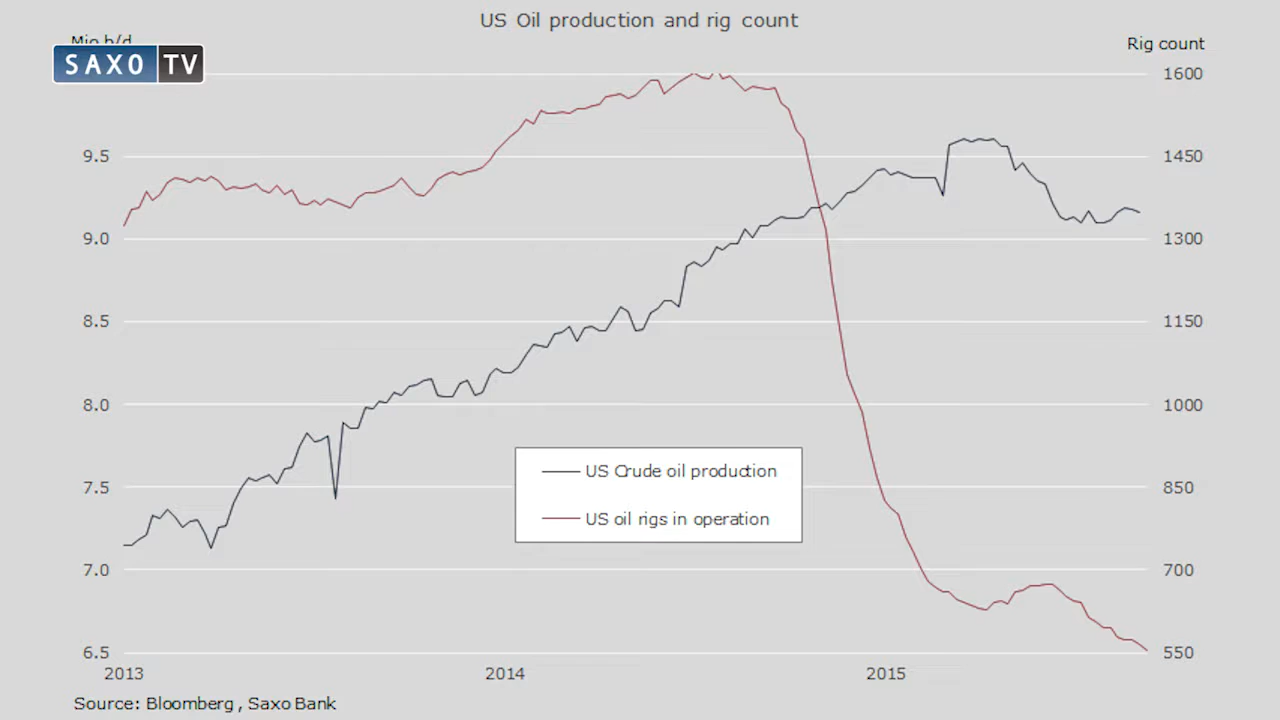 US Oil production and rig count
Mio b/d
Rig count
SAXO TV
1600
9.5
1450
9.0
1300
8.5
1150
8.0
1000
US Crude oil production
7.5
850
US oil rigs in operation
7.0
700
6.5
550
2013
2014
2015
Source: Bloomberg, Saxo Bank